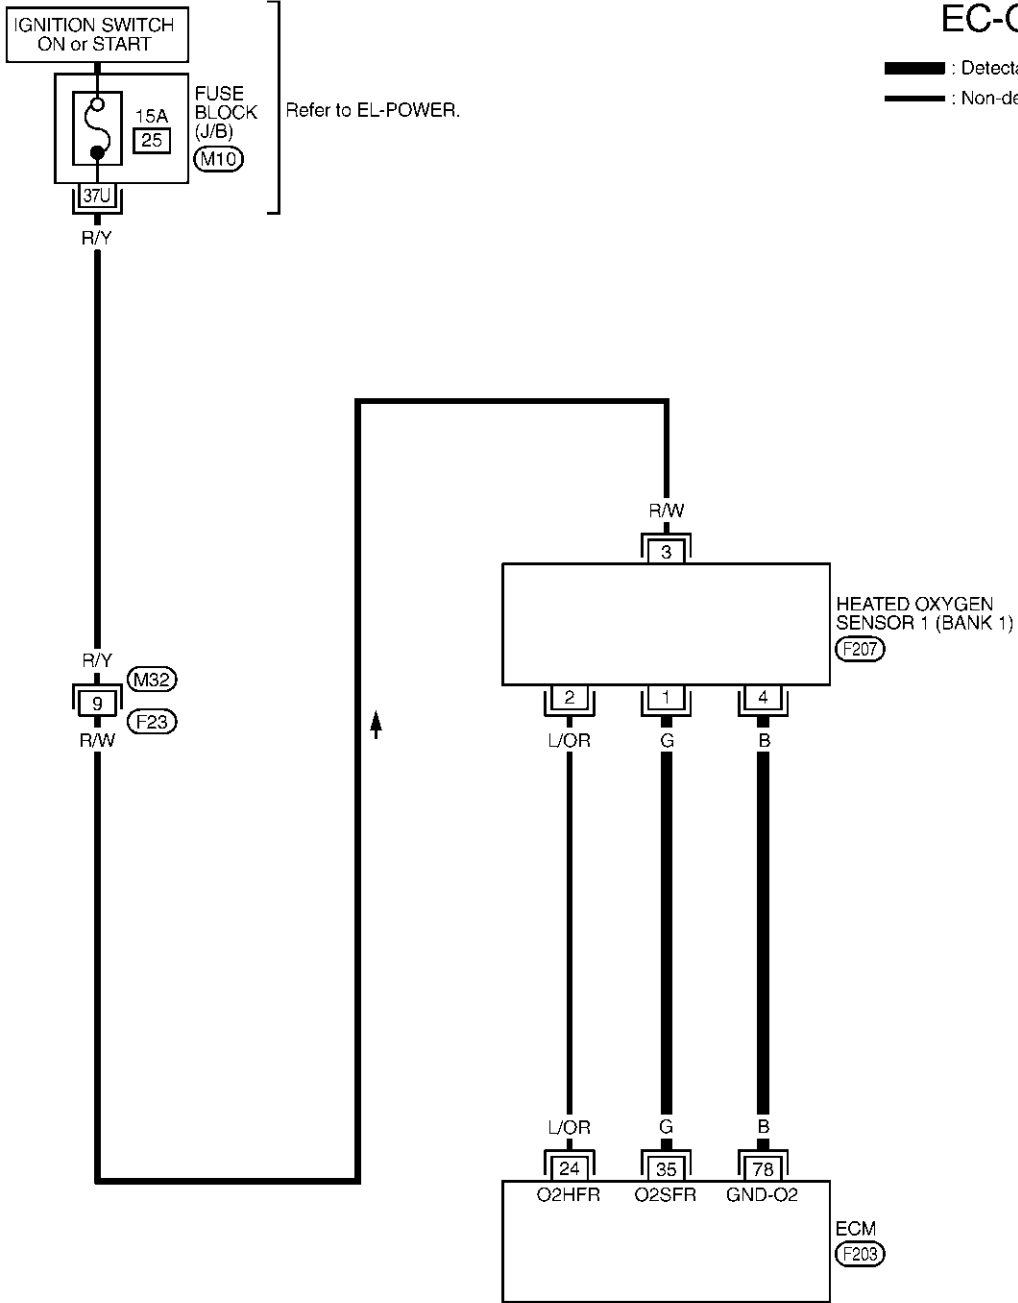 EC-
IGNITION SWITCH
ON or START
: Detect
: Non-de
FUSE
BLOCK
(J/B)
M10
15A
25
Refer to EL-POWER.
37U
R/Y
R/W
3
HEATED OXYGEN
SENSOR 1 (BANK 1)
F207
R/Y
M32
9
F23
R/W
2
1
4
L/OR
G
B
L/OR
G
B
24
35
78
O2HFR
O2SFR
GND-O2
ECM
F203